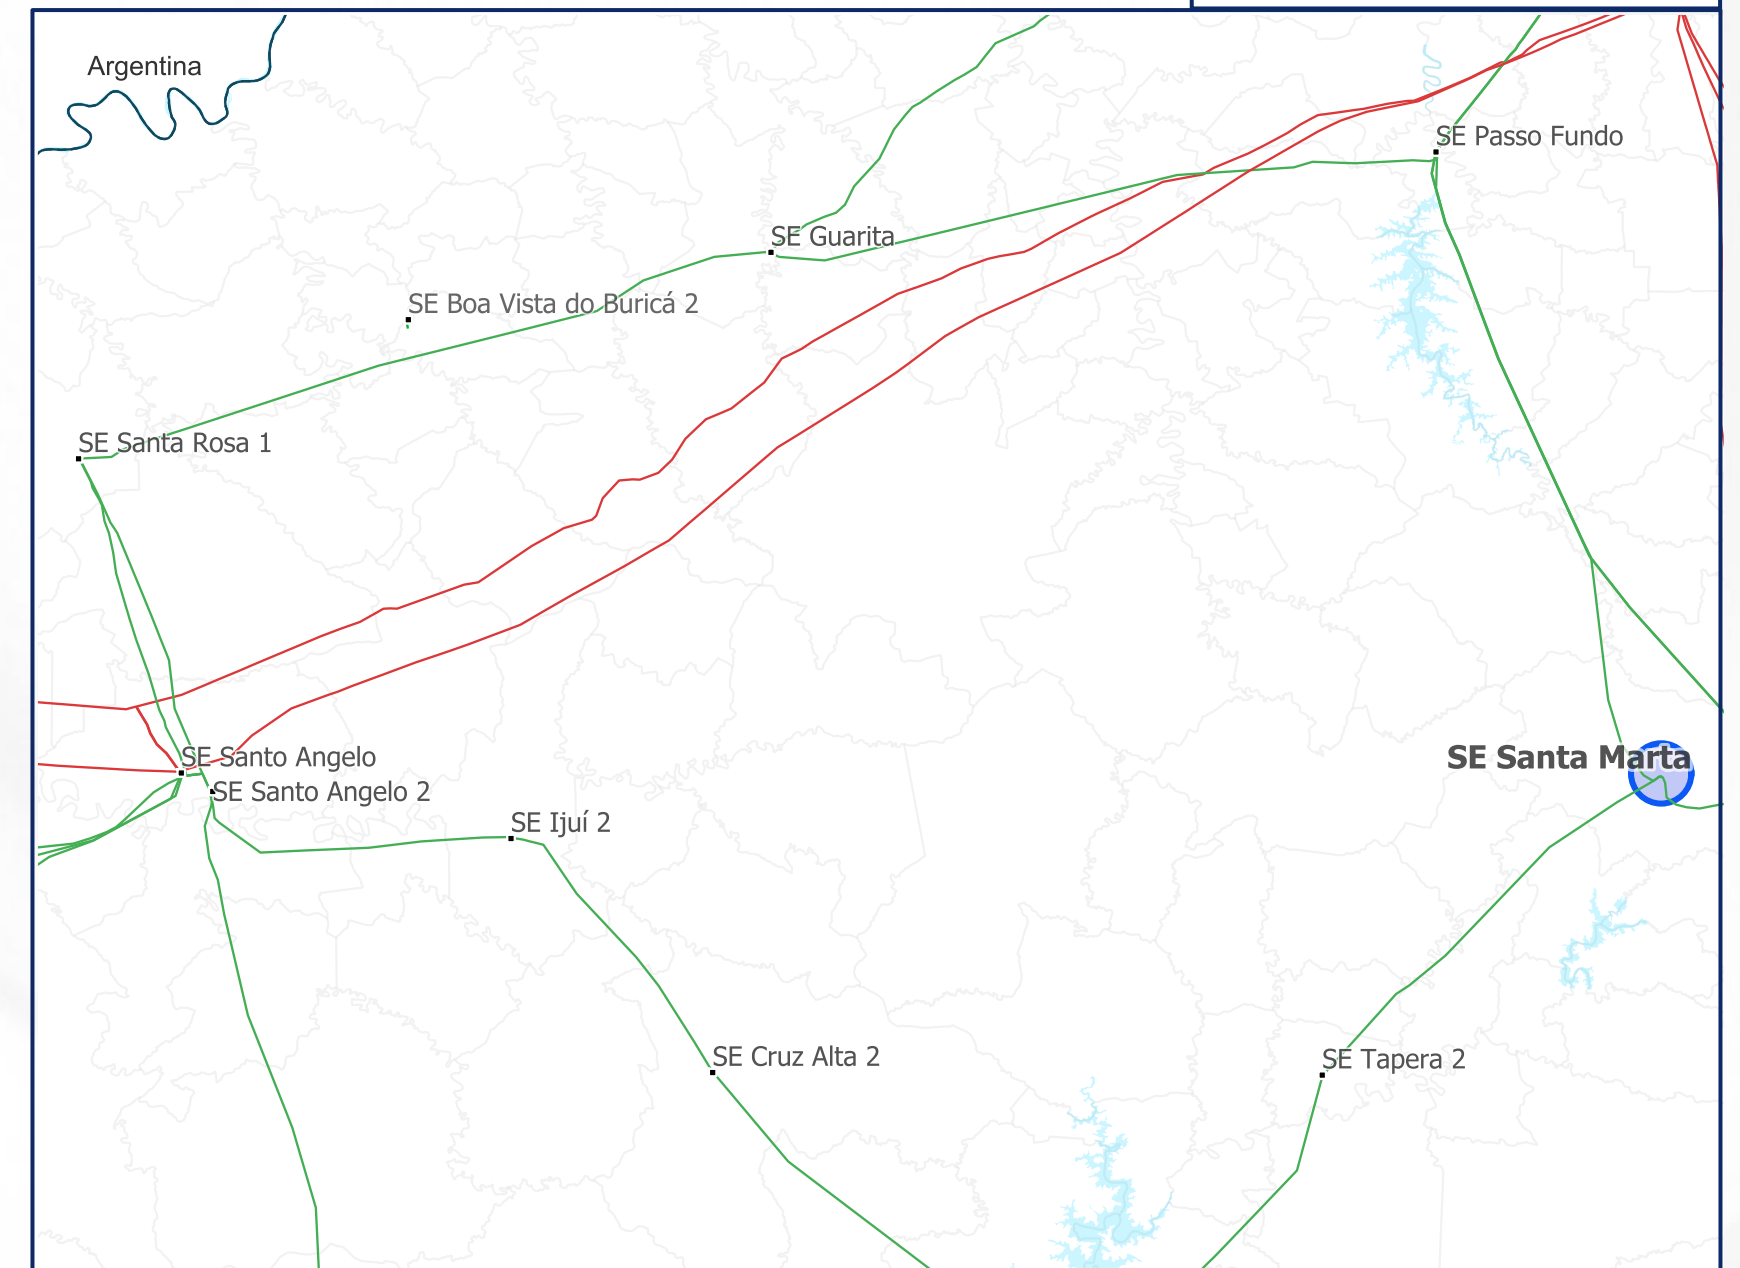 Argentina
SE Passo Fundo
SE Guarita
SE Boa Vista do Buricá 2
SE Santa Rosa 1
SE Santo Angelo
SE Santa Marta
SE Santo Angelo 2
SE Ijuí 2
SE Cruz Alta 2
SE Tapera 2